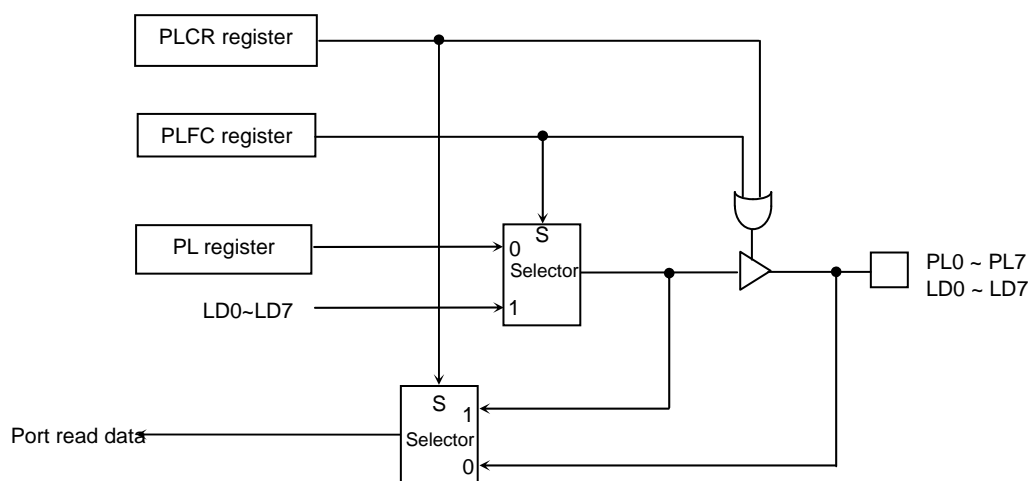 PLCR register
PLFC register
PL register
S
0
Selector
1
LD0~LD7
PL0 ~ PL7
LD0 ~ LD7
S
1
Selector
0
Port read data